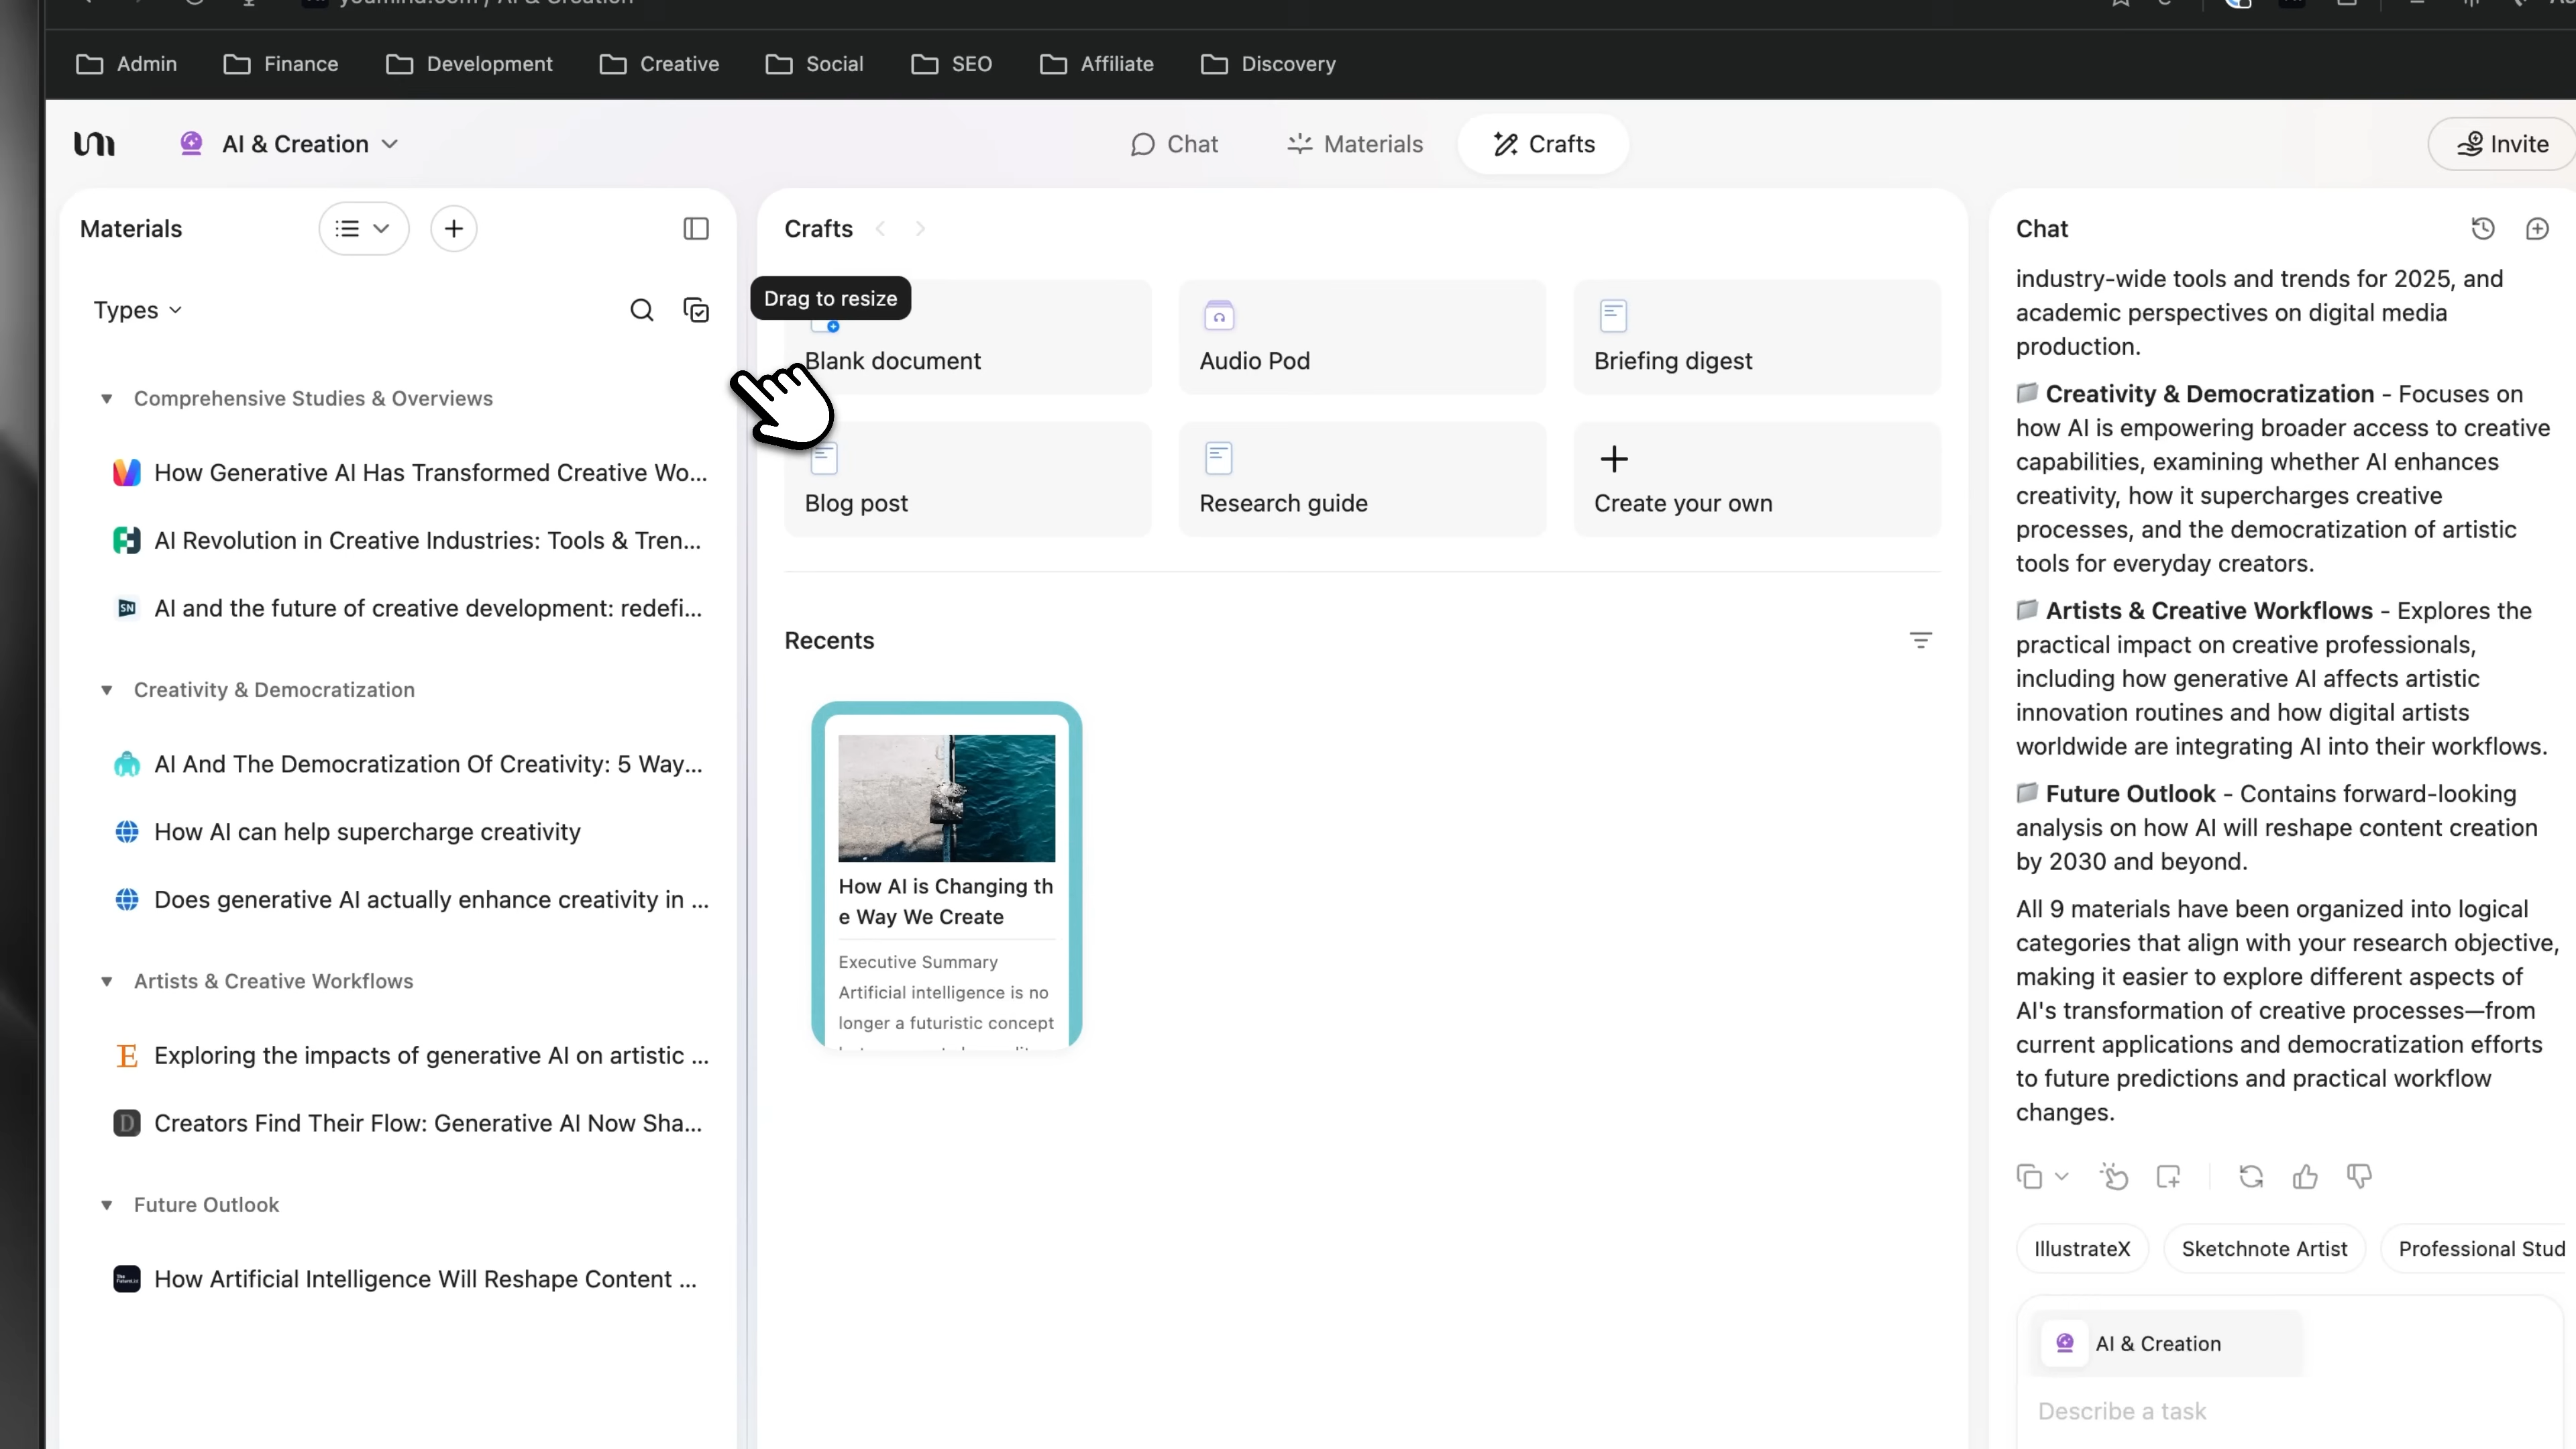 youmind.com / AI & Creation
Admin
Finance
Development
Creative
Social
SEO
Affiliate
Discovery
AI & Creation
Chat
Materials
Crafts
Invite
Materials
Types
Comprehensive Studies & Overviews
How Generative AI Has Transformed Creative Wo...
AI Revolution in Creative Industries: Tools & Tren...
SN
AI and the future of creative development: redefi...
Creativity & Democratization
AI And The Democratization Of Creativity: 5 Way...
How AI can help supercharge creativity
Does generative AI actually enhance creativity in ...
Artists & Creative Workflows
E
Exploring the impacts of generative AI on artistic ...
D
Creators Find Their Flow: Generative AI Now Sha...
Future Outlook
How Artificial Intelligence Will Reshape Content ...
Crafts
Drag to resize
Blank document
Audio Pod
Briefing digest
Blog post
Research guide
Create your own
Recents
How AI is Changing th
e Way We Create
Executive Summary
Artificial intelligence is no
longer a futuristic concept
Chat
industry-wide tools and trends for 2025, and
academic perspectives on digital media
production.
Creativity & Democratization - Focuses on
how AI is empowering broader access to creative
capabilities, examining whether AI enhances
creativity, how it supercharges creative
processes, and the democratization of artistic
tools for everyday creators.
Artists & Creative Workflows - Explores the
practical impact on creative professionals,
including how generative AI affects artistic
innovation routines and how digital artists
worldwide are integrating AI into their workflows.
Future Outlook - Contains forward-looking
analysis on how AI will reshape content creation
by 2030 and beyond.
All 9 materials have been organized into logical
categories that align with your research objective,
making it easier to explore different aspects of
AI's transformation of creative processes—from
current applications and democratization efforts
to future predictions and practical workflow
changes.
IllustrateX
Sketchnote Artist
Professional Stud
AI & Creation
Describe a task